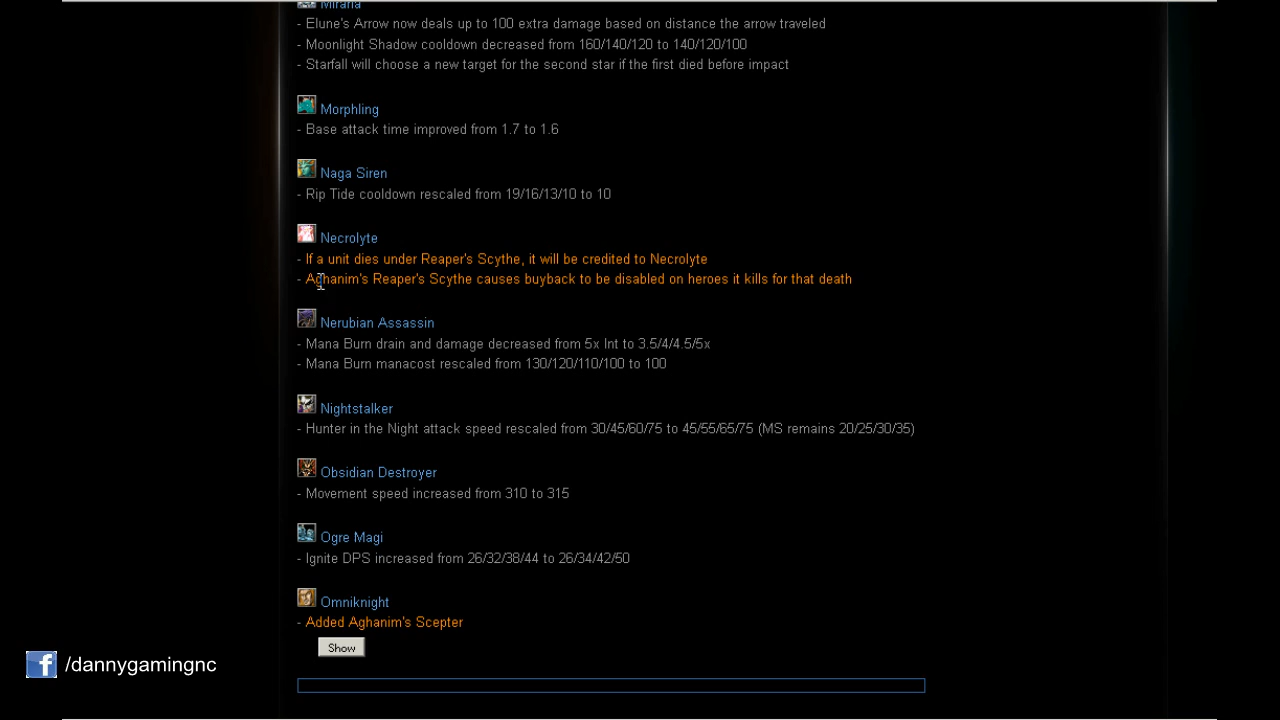 Mirana
- Elune's Arrow now deals up to 100 extra damage based on distance the arrow traveled
- Moonlight Shadow cooldown decreased from 160/140/120 to 140/120/100
- Starfall will choose a new target for the second star if the first died before impact
Morphling
- Base attack time improved from 1.7 to 1.6
Naga Siren
- Rip Tide cooldown rescaled from 19/16/13/10 to 10
Necrolyte
- If a unit dies under Reaper's Scythe, it will be credited to Necrolyte
- Aghanim's Reaper's Scythe causes buyback to be disabled on heroes it kills for that death
Nerubian Assassin
- Mana Burn drain and damage decreased from 5x Int to 3.5/4/4.5/5x
- Mana Burn manacost rescaled from 130/120/110/100 to 100
Nightstalker
- Hunter in the Night attack speed rescaled from 30/45/60/75 to 45/55/65/75 (MS remains 20/25/30/35)
Obsidian Destroyer
- Movement speed increased from 310 to 315
Ogre Magi
- Ignite DPS increased from 26/32/38/44 to 26/34/42/50
Omniknight
- Added Aghanim's Scepter
Show
f /dannygamingnc